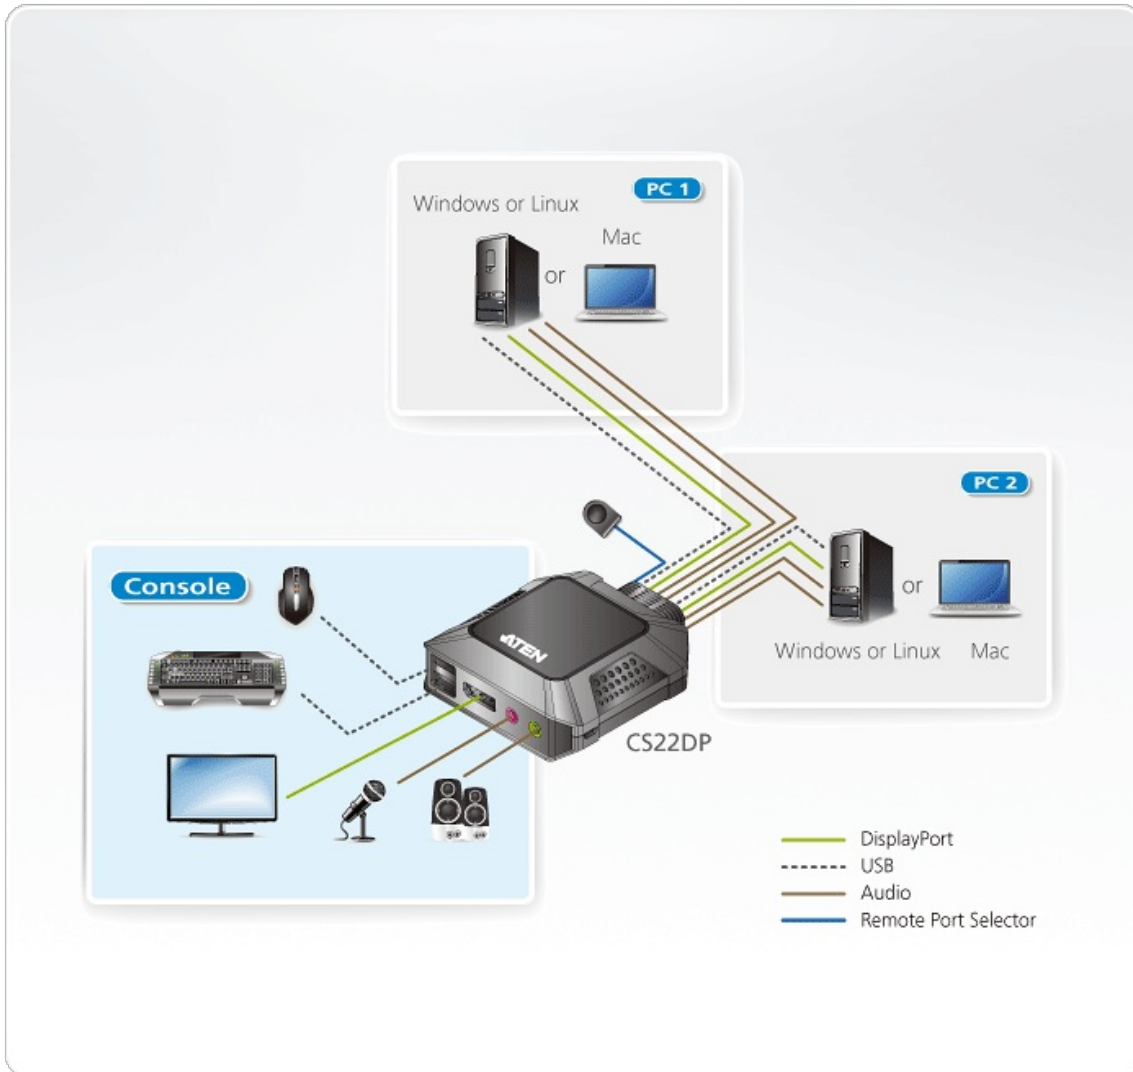 PC 1
Windows or Linux
Mac
or
PC 2
or
Windows or Linux Mac
Console
ATEN
CS22DP
DisplayPort
USB
Audio
Remote Port Selector